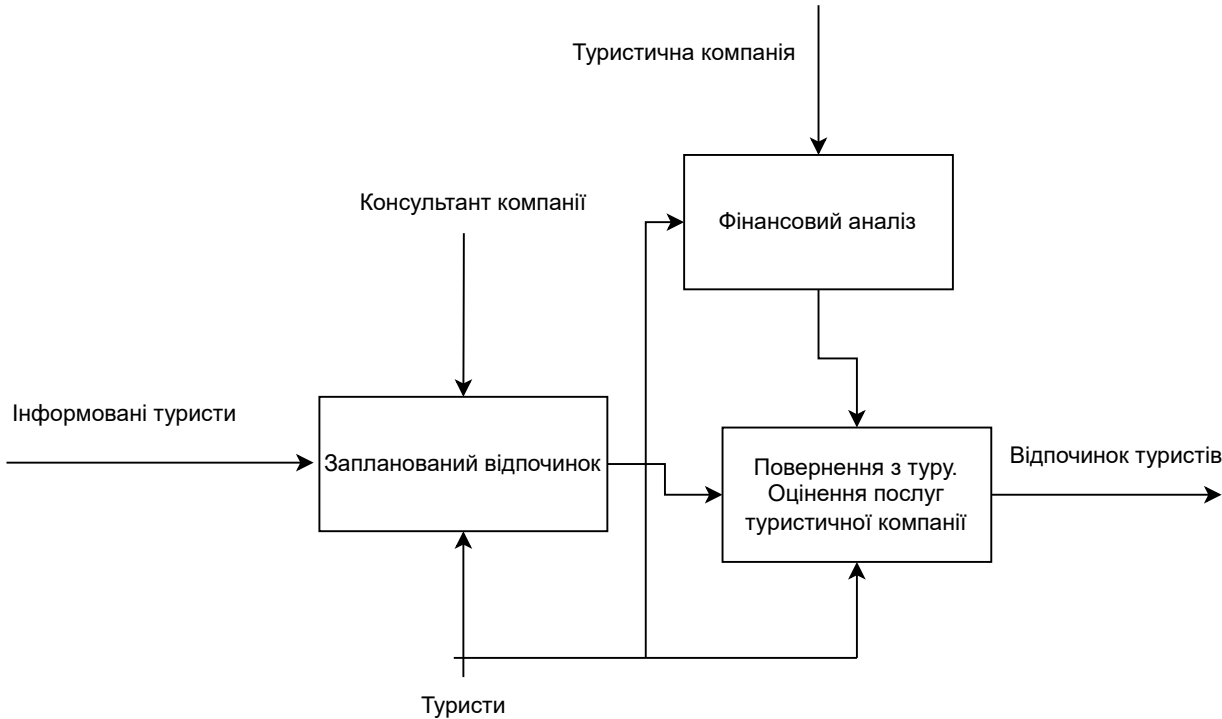 Туристична компанія
Консультант компанії
Фінансовий аналіз
Інформовані туристи
Запланований відпочинок
Повернення з туру.
Оцінення послуг
туристичної компанії
Відпочинок туристів
Туристи